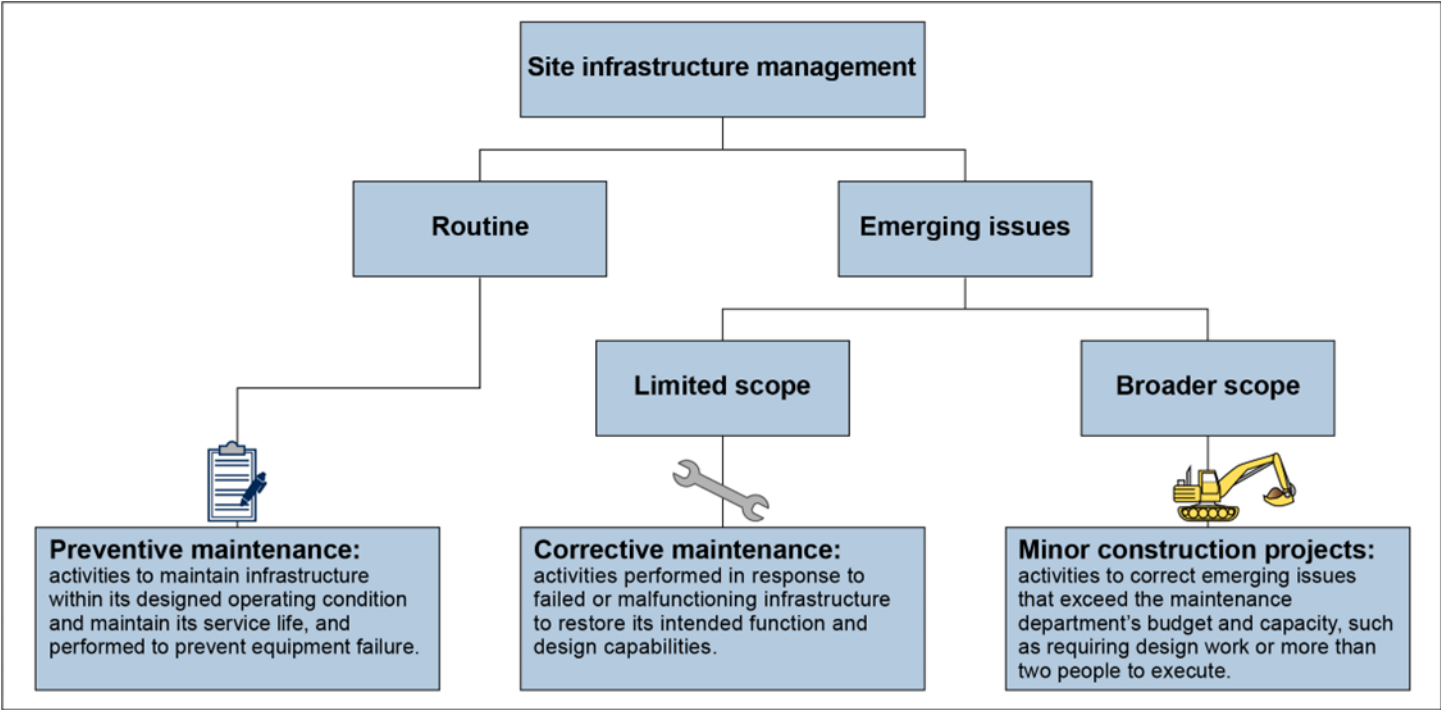 Site infrastructure management
Routine
Emerging issues
Limited scope
Broader scope
Preventive maintenance:
activities to maintain infrastructure
within its designed operating condition
and maintain its service life, and
performed to prevent equipment failure.
Corrective maintenance:
activities performed in response to
failed or malfunctioning infrastructure
to restore its intended function and
design capabilities.
Minor construction projects:
activities to correct emerging issues
that exceed the maintenance
department’s budget and capacity, such
as requiring design work or more than
two people to execute.